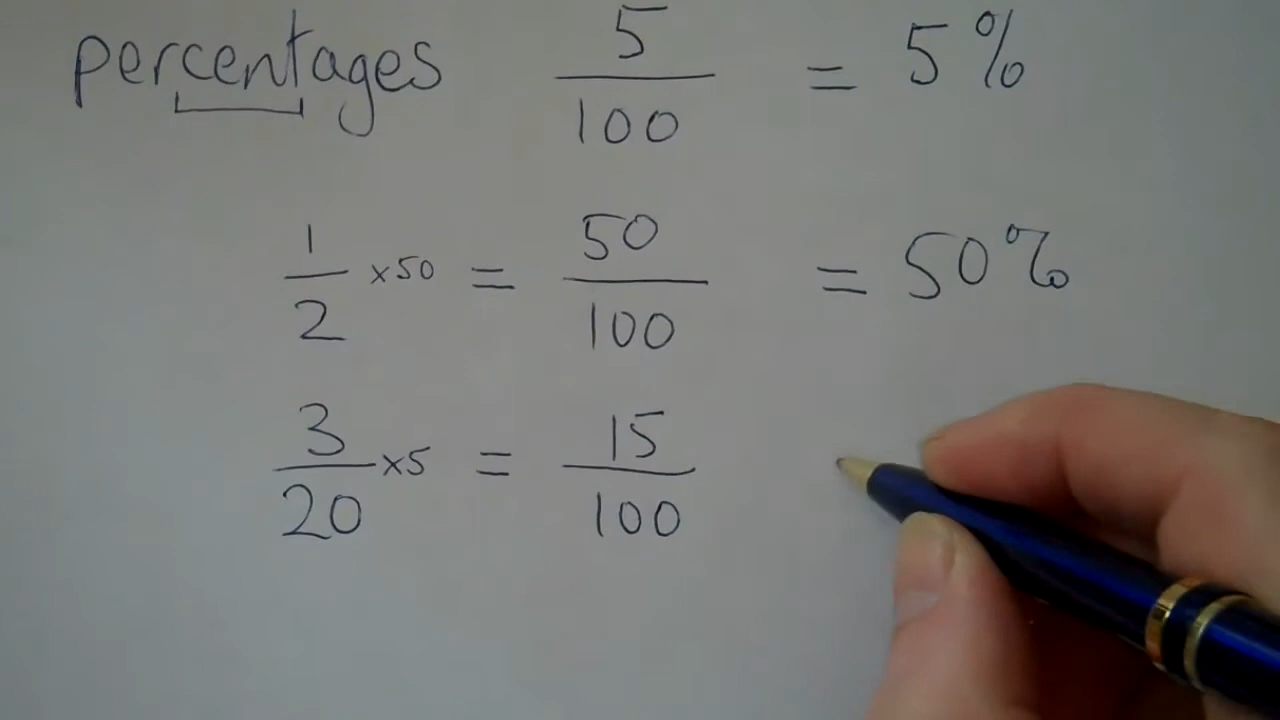 percentages 5/100 = 5%
1/2 ×50 = 50/100 = 50%
3/20 ×5 = 15/100